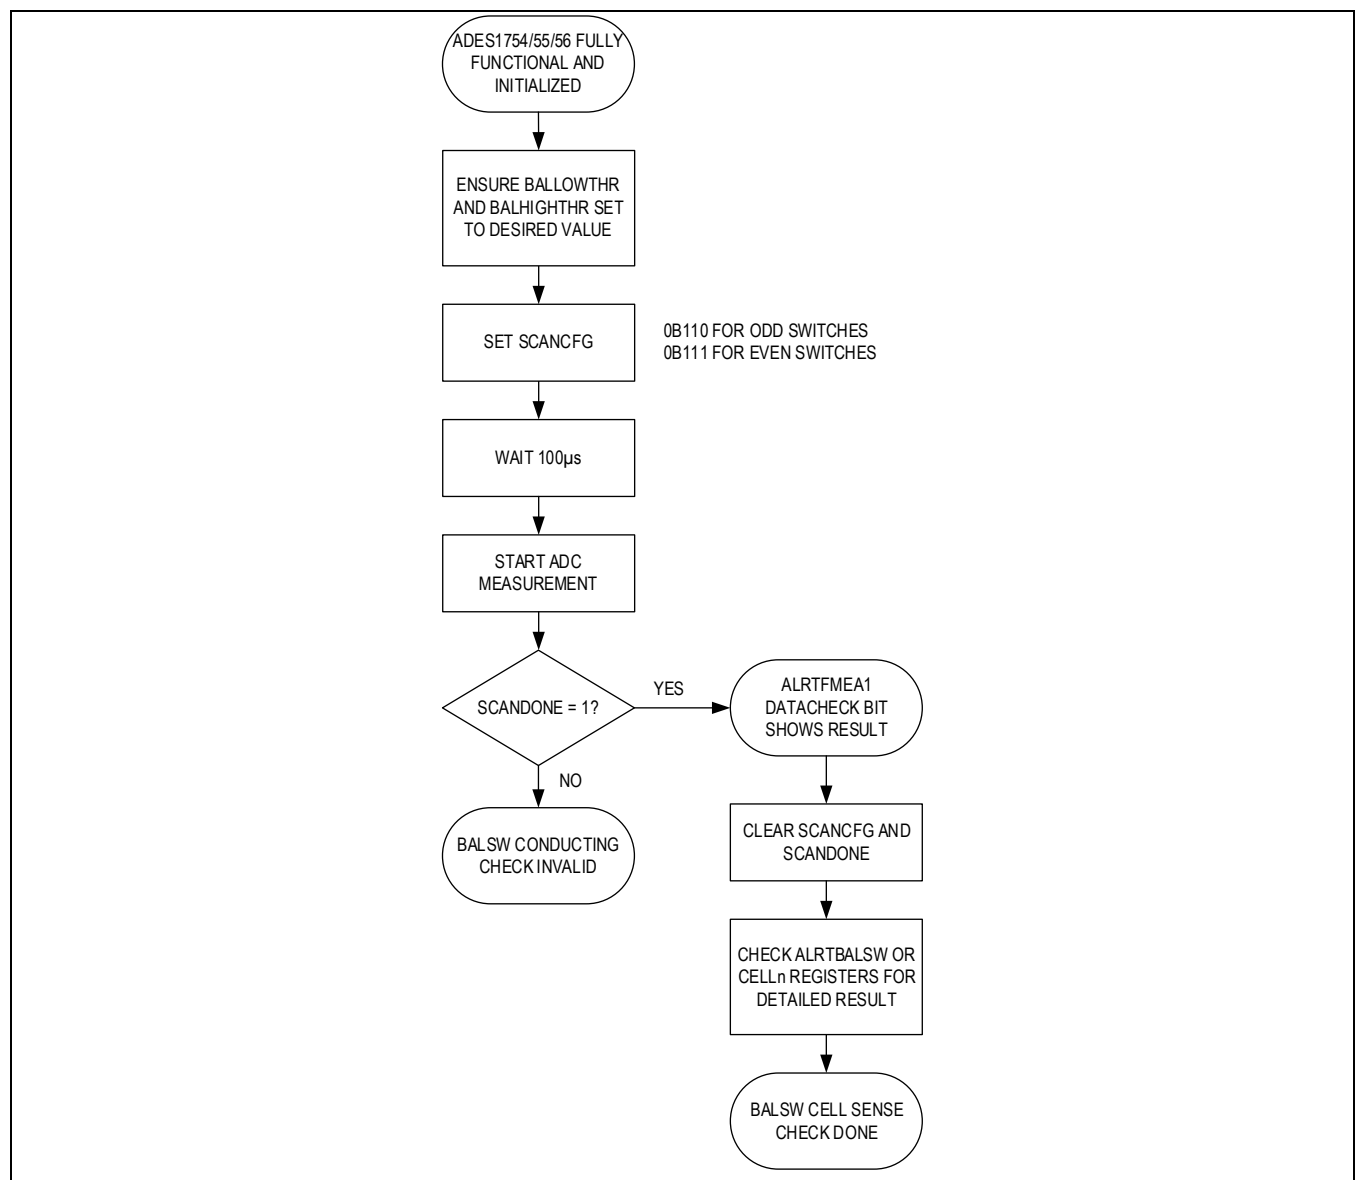 ADES1754/55/56 FULLY
FUNCTIONAL AND
INITIALIZED
ENSURE BALLOWTHR
AND BALHIGHTHR SET
TO DESIRED VALUE
SET SCANCFG
0B110 FOR ODD SWITCHES
0B111 FOR EVEN SWITCHES
WAIT 100µs
START ADC
MEASUREMENT
SCANDONE = 1?
YES
ALRTFMEA1
DATACHECK BIT
SHOWS RESULT
NO
BALSW CONDUCTING
CHECK INVALID
CLEAR SCANCFG AND
SCANDONE
CHECK ALRTBALSW OR
CELLn REGISTERS FOR
DETAILED RESULT
BALSW CELL SENSE
CHECK DONE